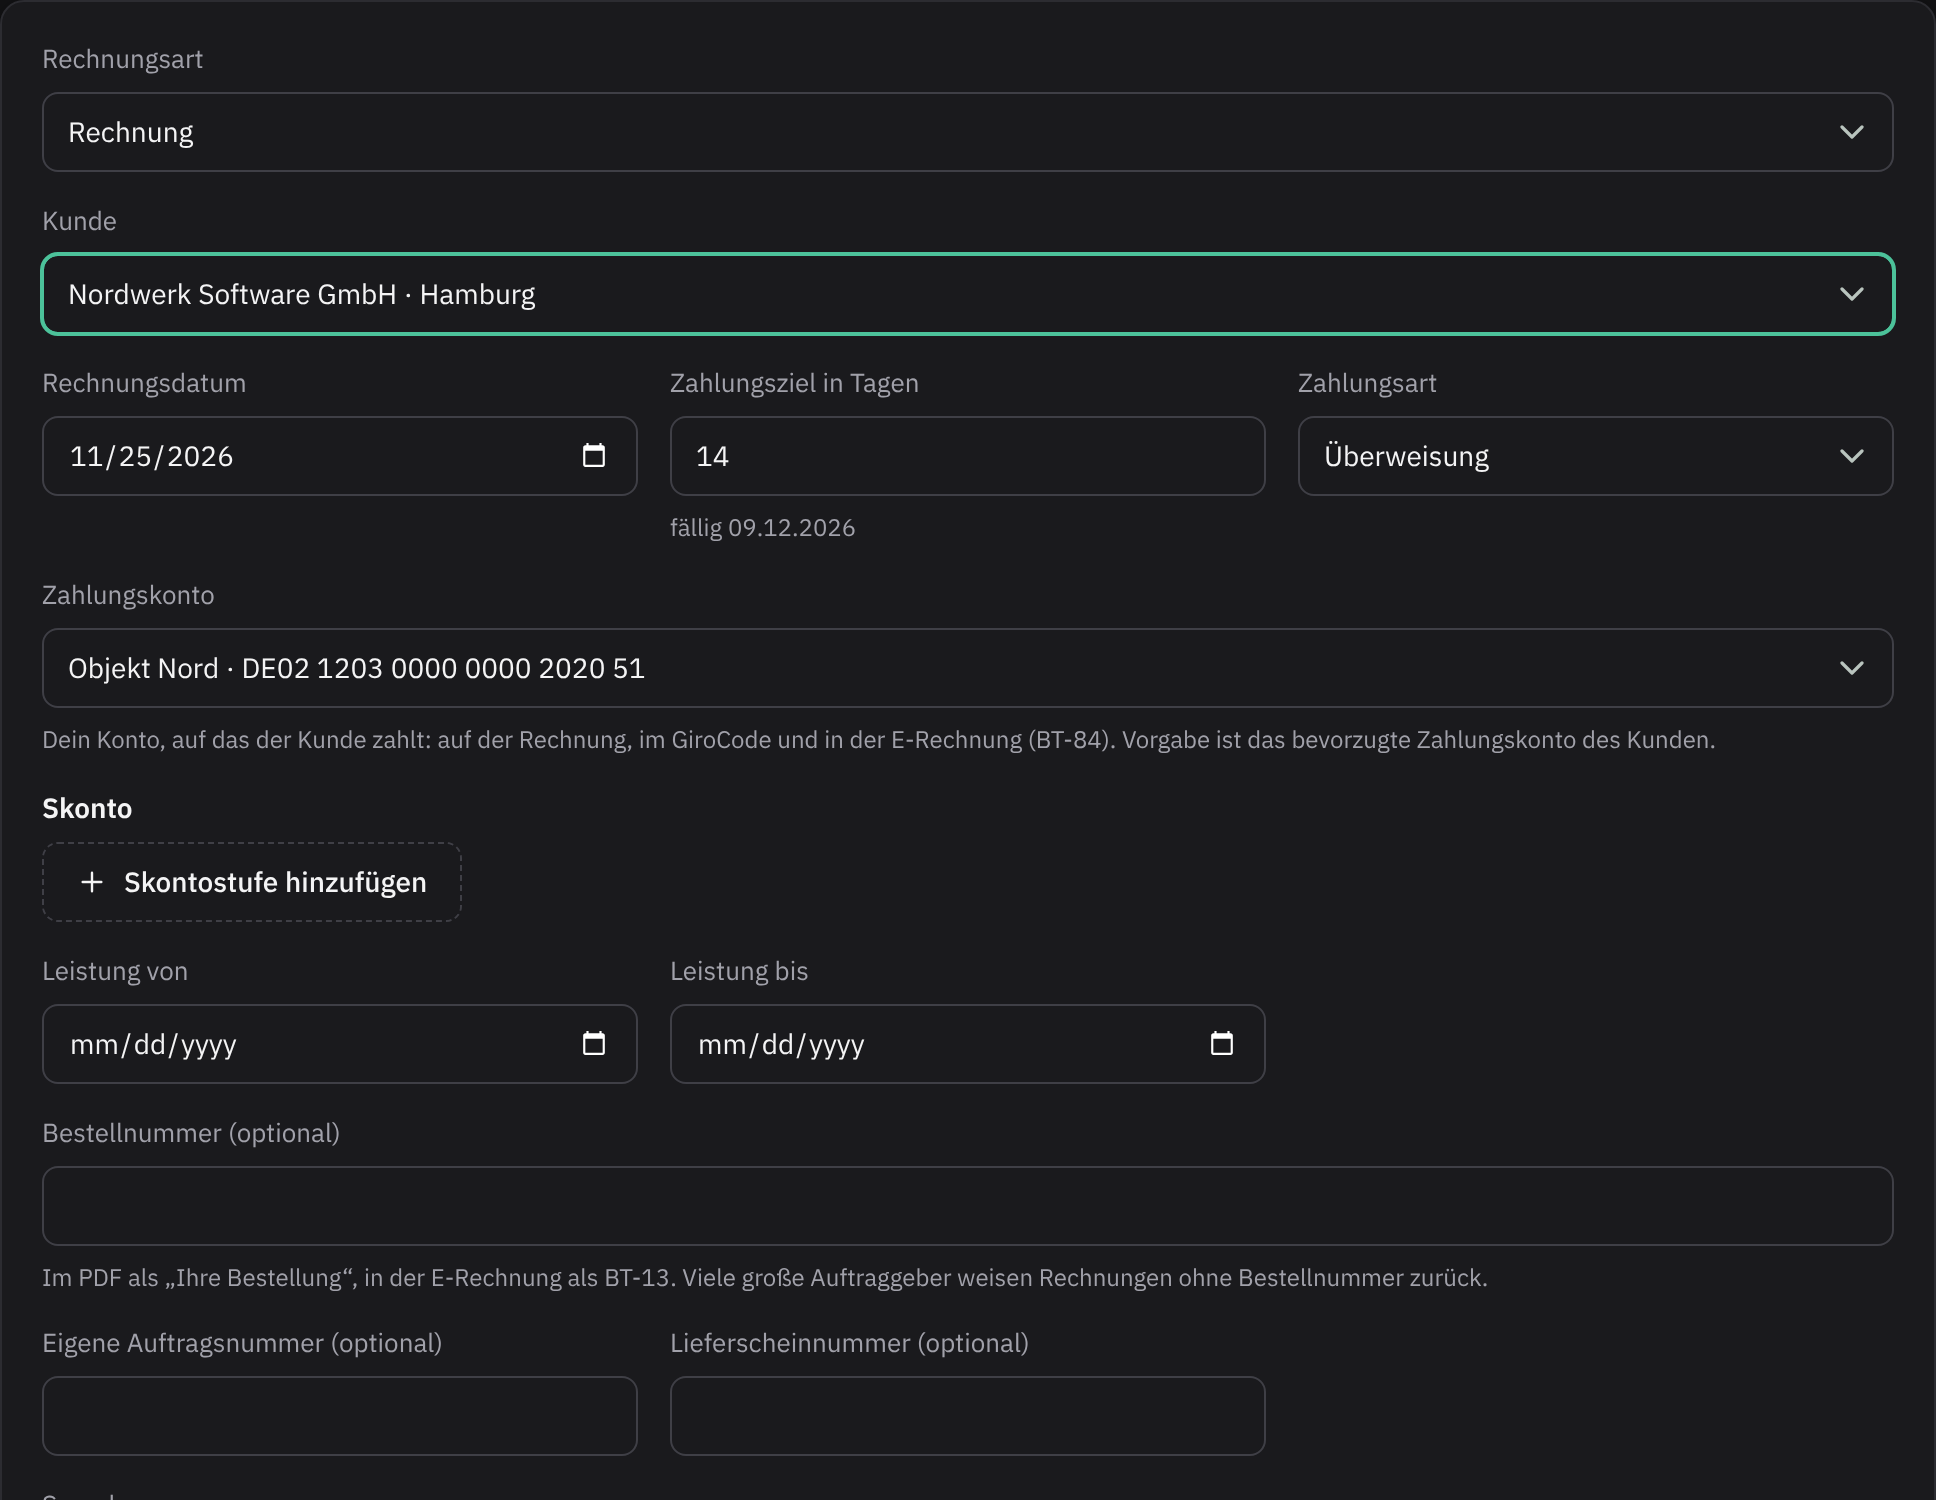 Rechnungsart
Rechnung
Kunde
Nordwerk Software GmbH · Hamburg
Rechnungsdatum
Zahlungsziel in Tagen
Zahlungsart
11/25/2026
14
Überweisung
fällig 09.12.2026
Zahlungskonto
Objekt Nord · DE02 1203 0000 0000 2020 51
Dein Konto, auf das der Kunde zahlt: auf der Rechnung, im GiroCode und in der E-Rechnung (BT-84). Vorgabe ist das bevorzugte Zahlungskonto des Kunden.
Skonto
+ Skontostufe hinzufügen
Leistung von
Leistung bis
mm/dd/yyyy
mm/dd/yyyy
Bestellnummer (optional)
Im PDF als „Ihre Bestellung“, in der E-Rechnung als BT-13. Viele große Auftraggeber weisen Rechnungen ohne Bestellnummer zurück.
Eigene Auftragsnummer (optional)
Lieferscheinnummer (optional)